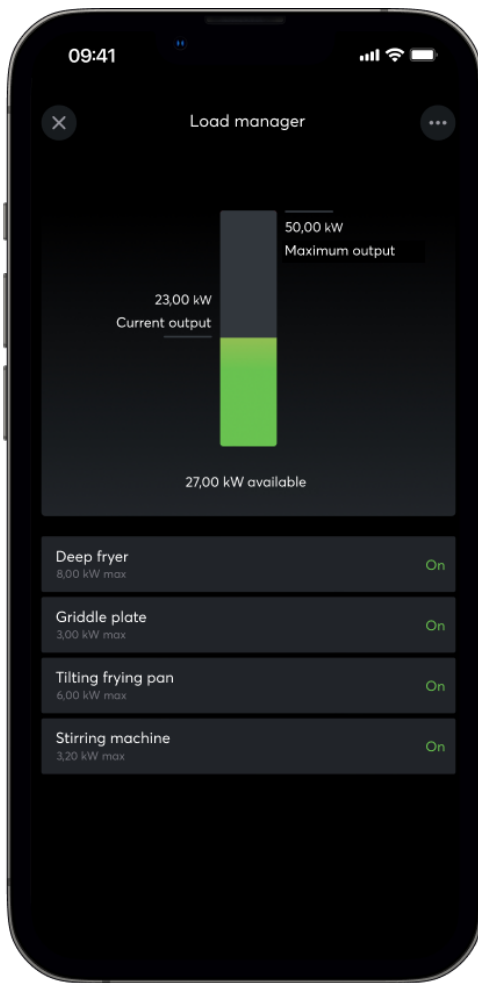 09:41
Load manager
50,00 kW
Maximum output
23,00 kW
Current output
27,00 kW available
Deep fryer
8,00 kW max
On
Griddle plate
3,00 kW max
On
Tilting frying pan
6,00 kW max
On
Stirring machine
3,20 kW max
On